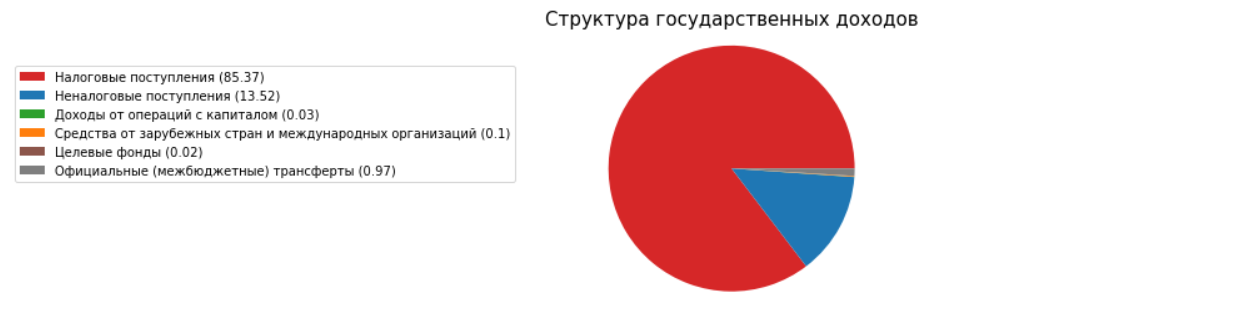 Структура государственных доходов
Налоговые поступления (85.37)
Неналоговые поступления (13.52)
Доходы от операций с капиталом (0.03)
Средства от зарубежных стран и международных организаций (0.1)
Целевые фонды (0.02)
Официальные (межбюджетные) трансферты (0.97)